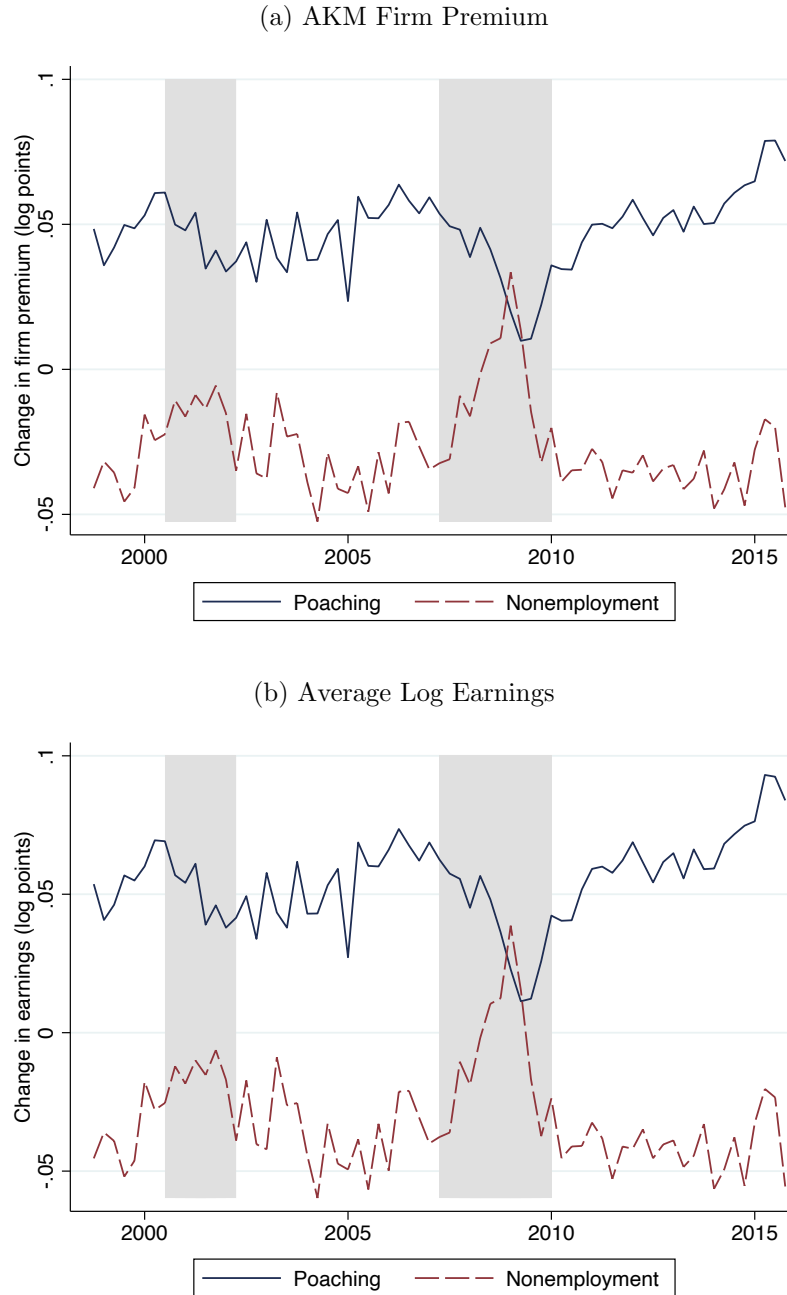 (a) AKM Firm Premium
Change in firm premium (log points)
.1
.05
0
-.05
2000 2005 2010 2015
Poaching Nonemployment
(b) Average Log Earnings
Change in earnings (log points)
.1
.05
0
-.05
2000 2005 2010 2015
Poaching Nonemployment